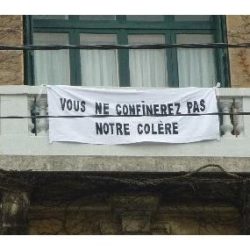 VOUS NE CONFINEREZ PAS
NOTRE COLÈRE